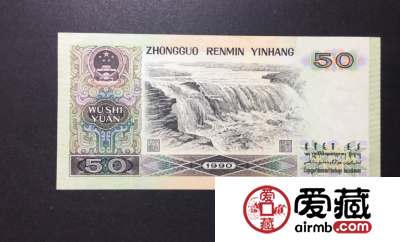 ZHONGGUO RENMIN YINHANG
50
WU SHI
YUAN
50
1990
爱藏
airmb.com